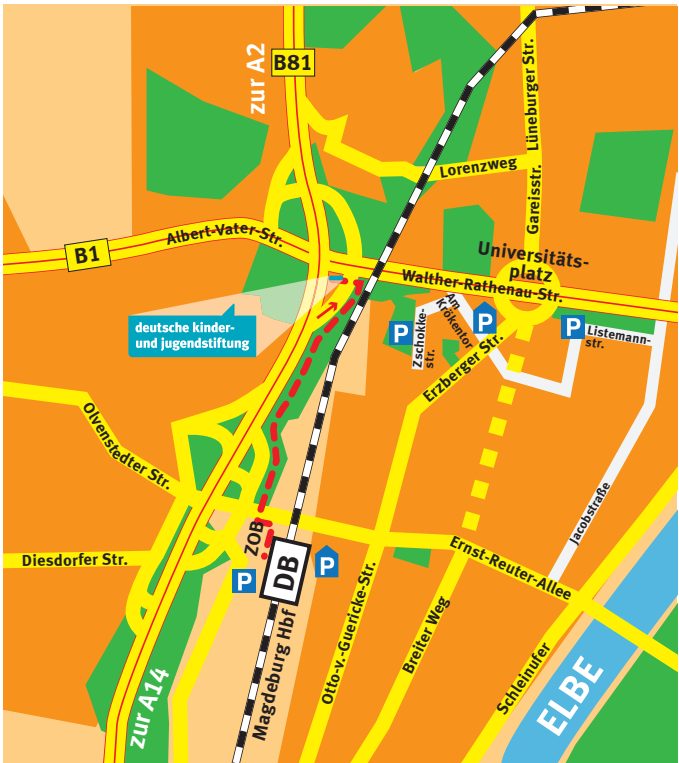 zur A2
B81
Lüneburger Str.
Lorenzweg
Gareisstr.
Albert-Vater-Str.
B1
Universitäts-
platz
Walther-Rathenau-Str.
deutsche kinder-
und jugendstiftung
P
Zschokke-
str.
Am
Krökentor
P
P
Listemann-
str.
Erzberger Str.
Olvenstedter Str.
Jacobstraße
ZOB
Diesdorfer Str.
P
DB
P
Ernst-Reuter-Allee
Magdeburg Hbf
Otto-v.-Guericke-Str.
Breiter Weg
Schleinufer
ELBE
zur A14